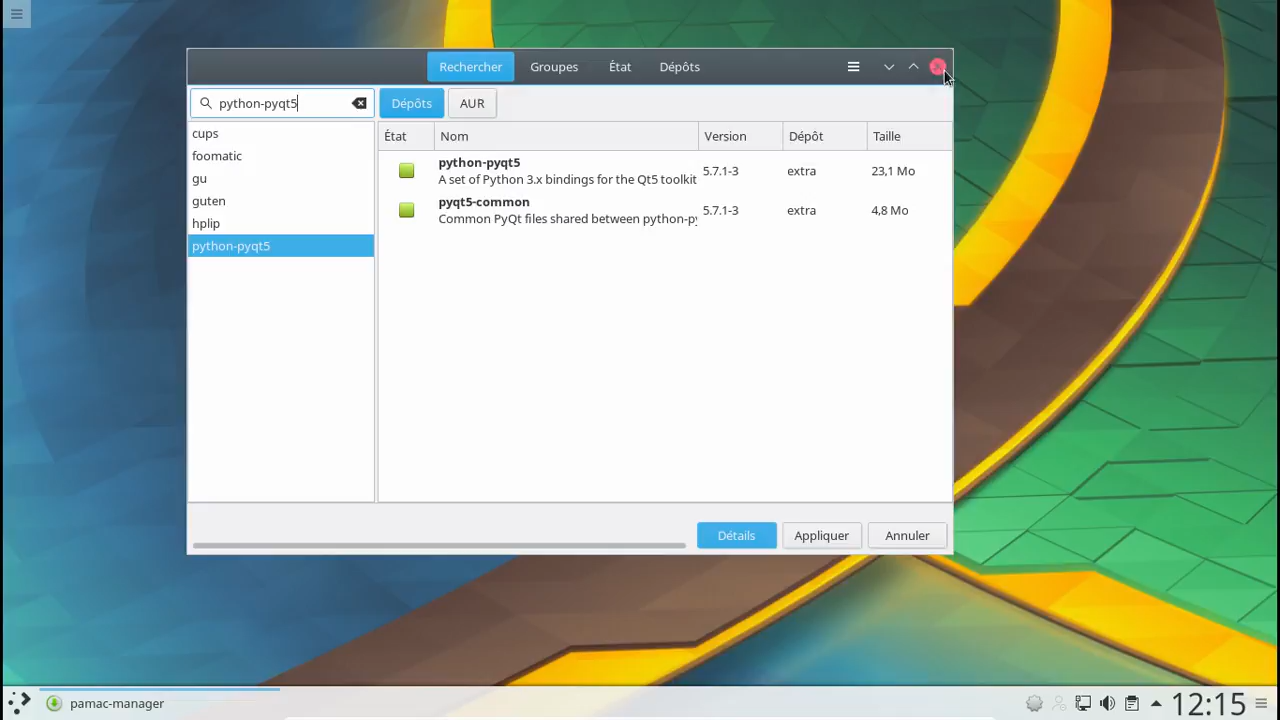 Rechercher Groupes État Dépôts
python-pyqt5 Dépôts AUR
cups
foomatic
gu
guten
hplip
python-pyqt5
État Nom Version Dépôt Taille
python-pyqt5
A set of Python 3.x bindings for the Qt5 toolkit
5.7.1-3 extra 23,1 Mo
pyqt5-common
Common PyQt files shared between python-py
5.7.1-3 extra 4,8 Mo
Détails Appliquer Annuler
pamac-manager 12:15